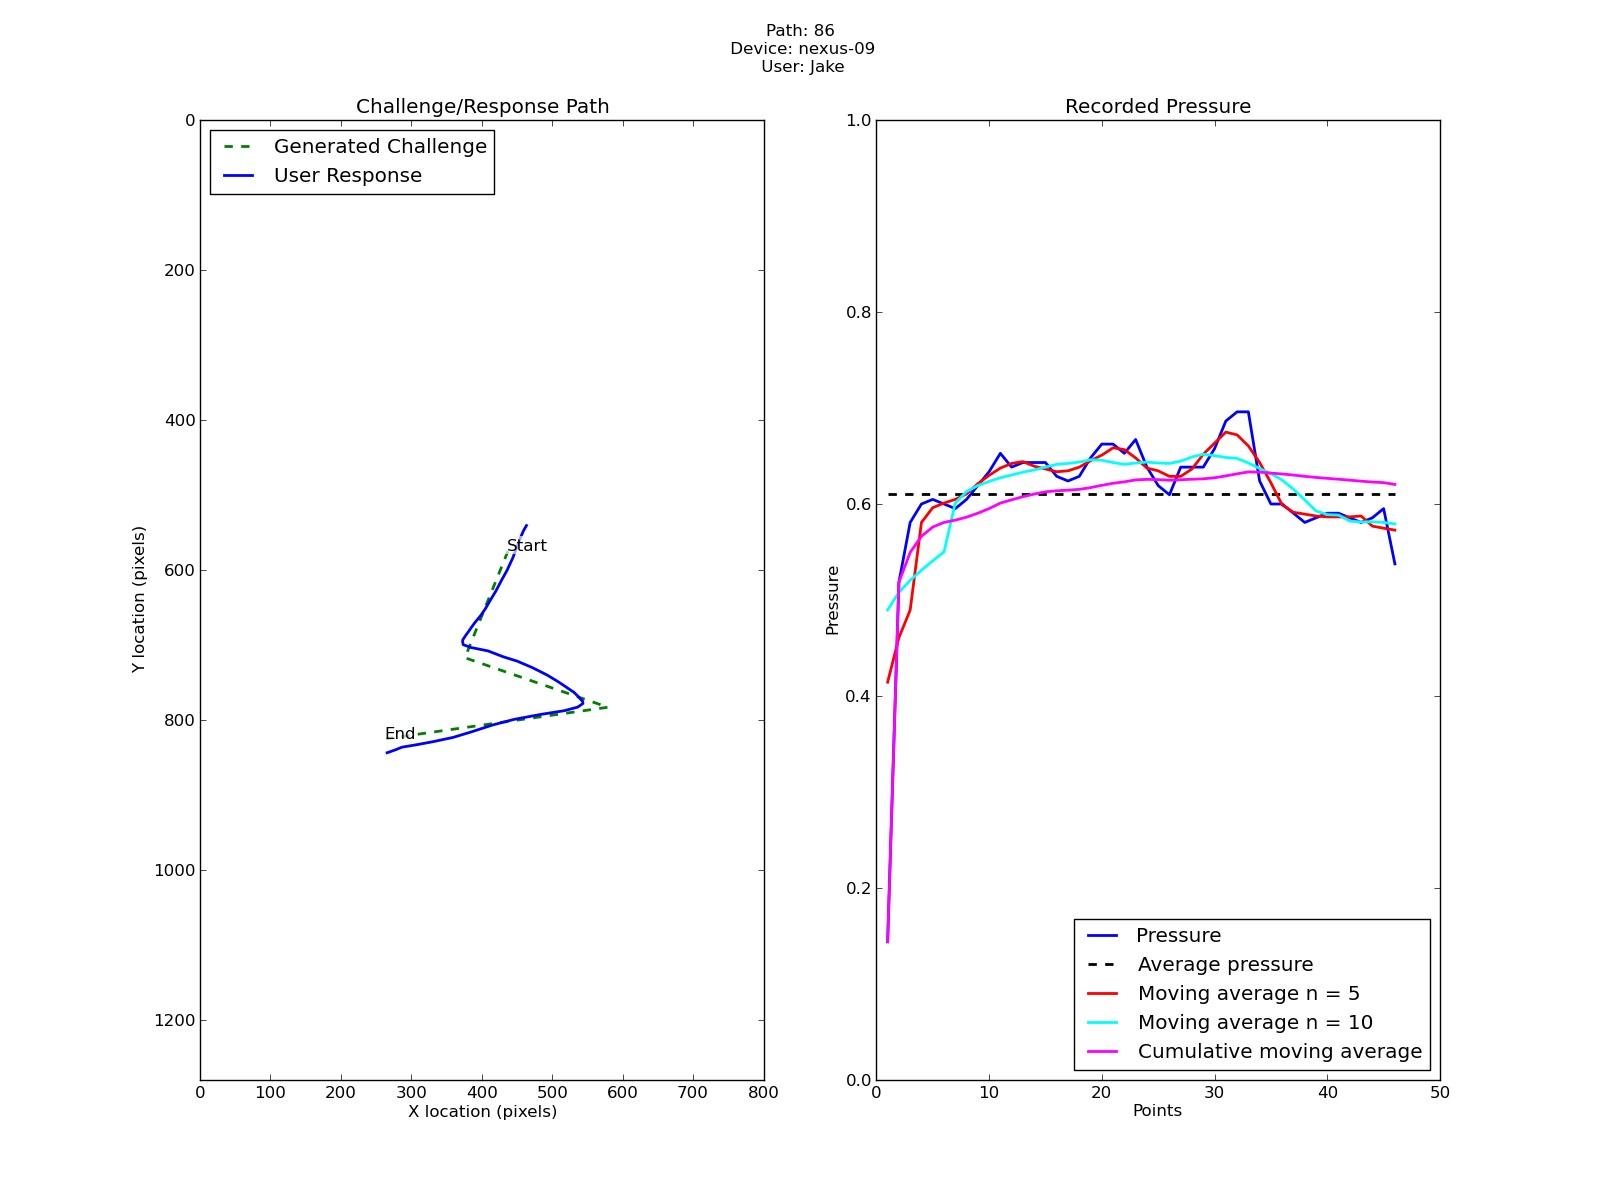 Path: 86
Device: nexus-09
User: Jake
Challenge/Response Path
Generated Challenge
User Response
0
200
400
600
800
1000
1200
Y location (pixels)
Start
End
0 100 200 300 400 500 600 700 800
X location (pixels)
Recorded Pressure
1.0
0.8
0.6
0.4
0.2
0.0
Pressure
Pressure
Average pressure
Moving average n = 5
Moving average n = 10
Cumulative moving average
0 10 20 30 40 50
Points